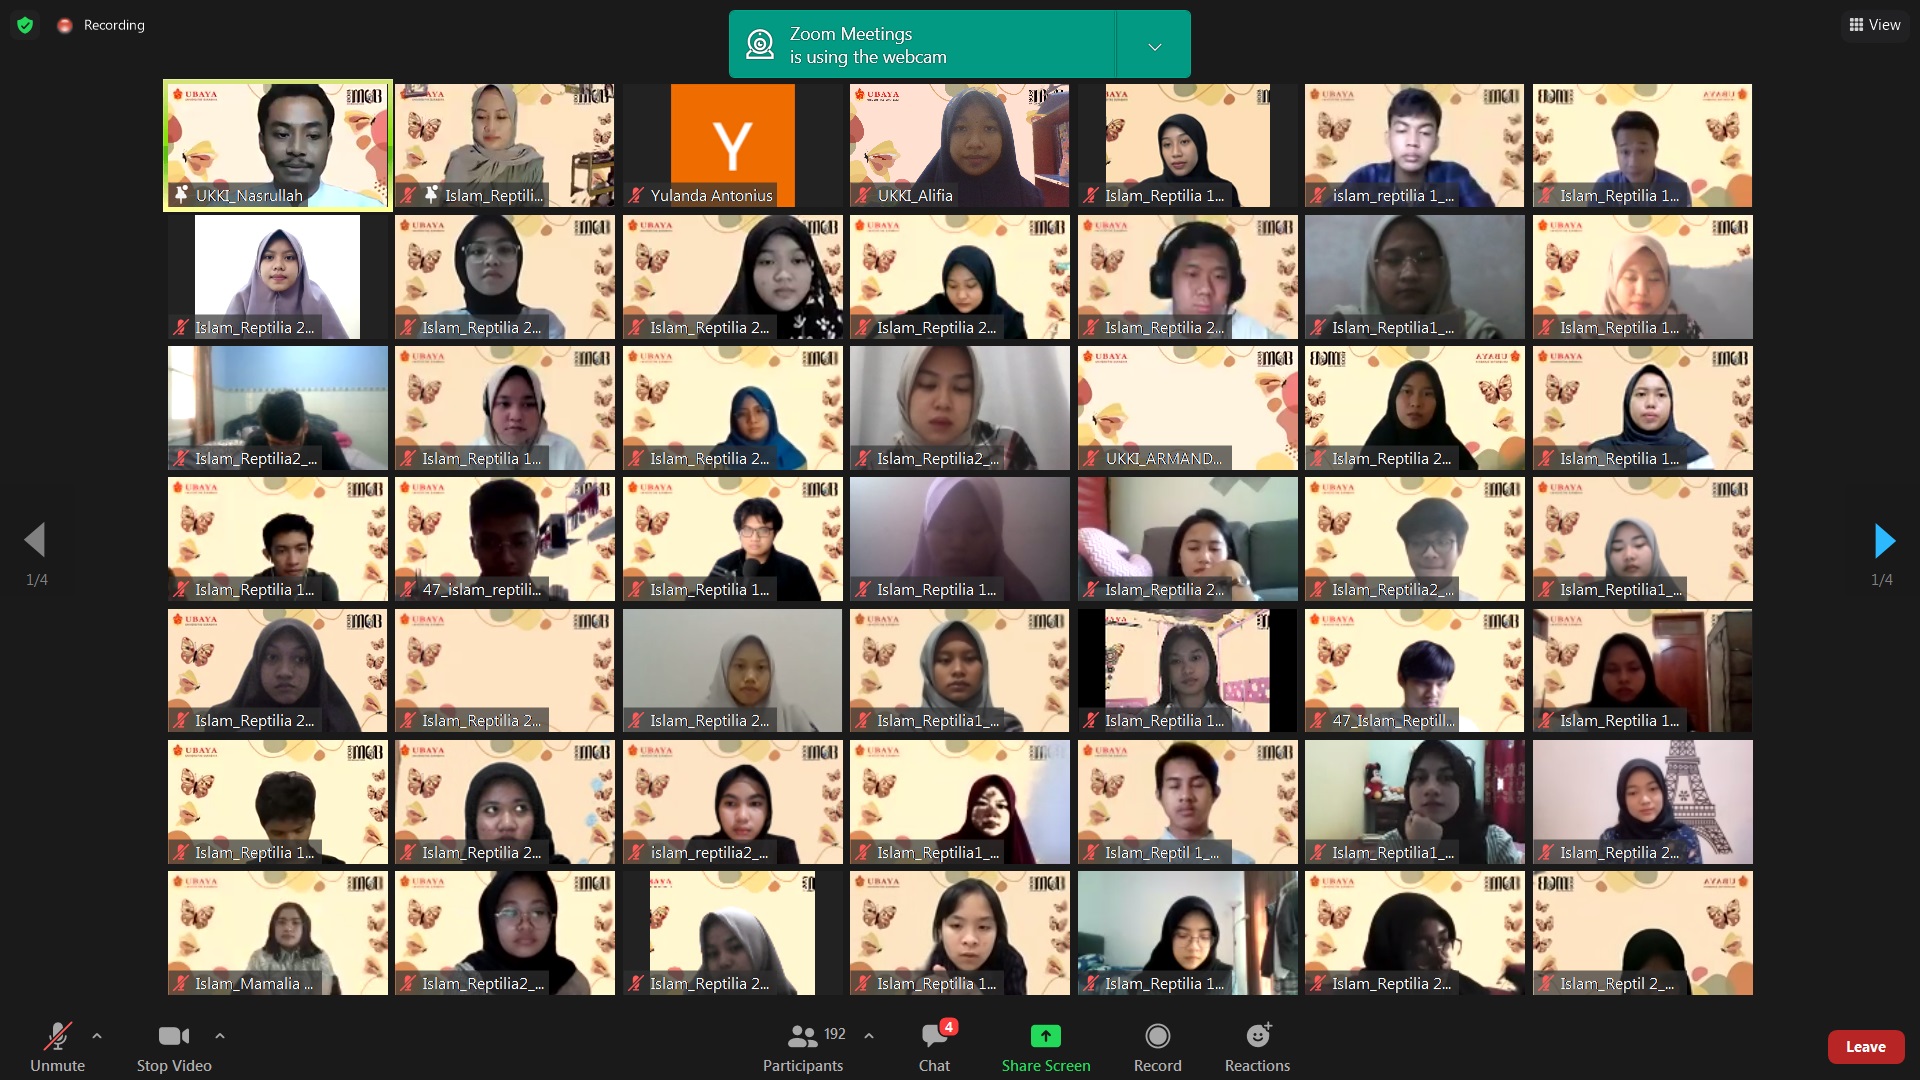 Recording
Zoom Meetings
is using the webcam
View
UBAYA
UKKI_Nasrullah
Islam_Reptili...
Y
Yulanda Antonius
UKKI_Alifia
Islam_Reptilia 1...
islam_reptilia 1_...
Islam_Reptilia 1...
Islam_Reptilia 2...
Islam_Reptilia 2...
Islam_Reptilia 2...
Islam_Reptilia 2...
Islam_Reptilia 2...
Islam_Reptilia1_...
Islam_Reptilia 1...
Islam_Reptilia2_...
Islam_Reptilia 1...
Islam_Reptilia 2...
Islam_Reptilia2_...
UKKI_ARMAND...
Islam_Reptilia 2...
Islam_Reptilia 1...
1/4
Islam_Reptilia 1...
47_islam_reptili...
Islam_Reptilia 1...
Islam_Reptilia 1...
Islam_Reptilia 2...
Islam_Reptilia2_...
Islam_Reptilia1_...
1/4
Islam_Reptilia 2...
Islam_Reptilia 2...
Islam_Reptilia 2...
Islam_Reptilia1_...
Islam_Reptilia 1...
47_Islam_Reptil...
Islam_Reptilia 1...
Islam_Reptilia 1...
Islam_Reptilia 2...
islam_reptilia2_...
Islam_Reptilia1_...
Islam_Reptil 1_...
Islam_Reptilia1_...
Islam_Reptilia 2...
Islam_Mamalia ...
Islam_Reptilia2_...
Islam_Reptilia 2...
Islam_Reptilia 1...
Islam_Reptilia 1...
Islam_Reptilia 2...
Islam_Reptil 2_...
Unmute
Stop Video
192
Participants
4
Chat
Share Screen
Record
Reactions
Leave